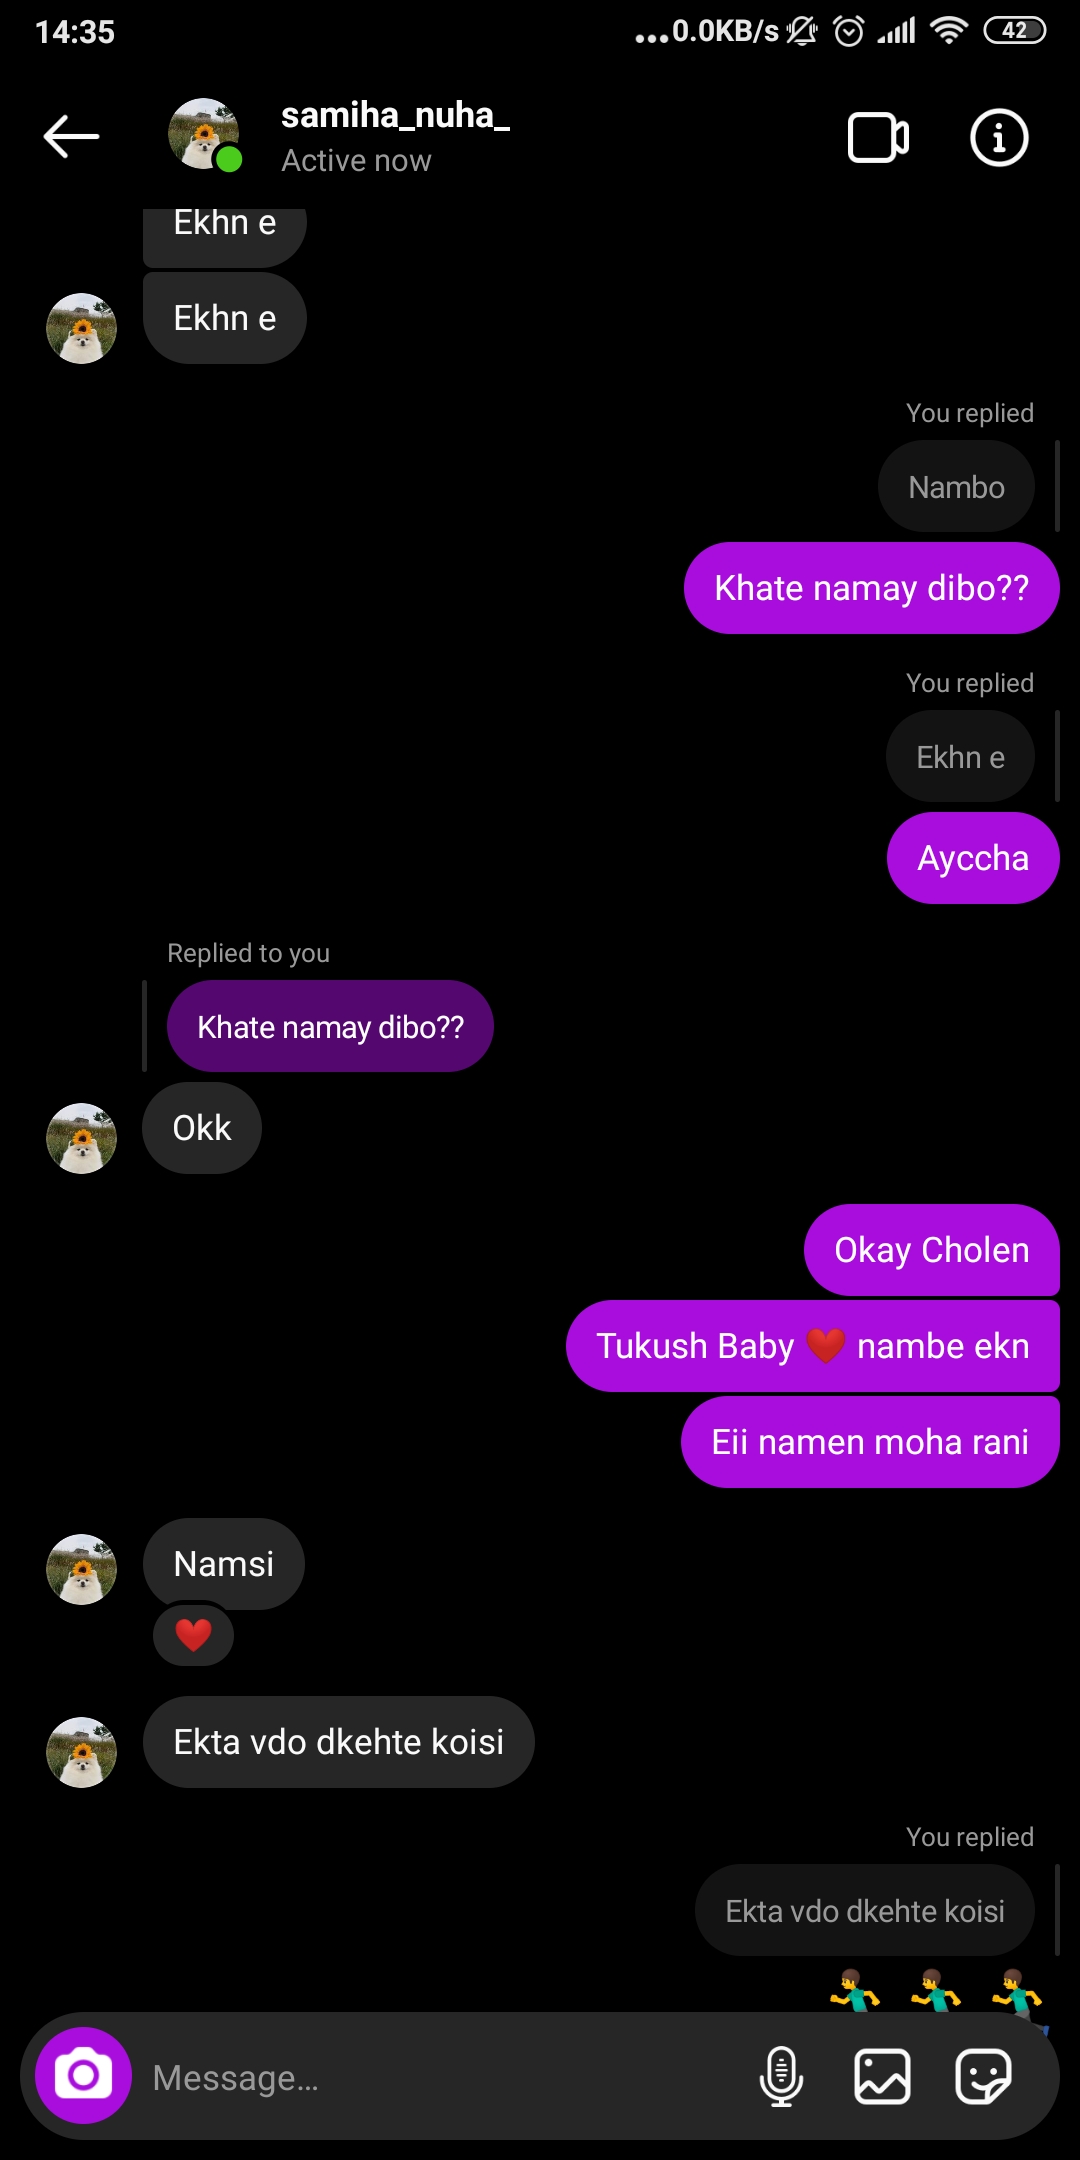 14:35
...0.0KB/s
42
samiha_nuha_
Active now
Ekhn e
Ekhn e
You replied
Nambo
Khate namay dibo??
You replied
Ekhn e
Ayccha
Replied to you
Khate namay dibo??
Okk
Okay Cholen
Tukush Baby ❤️ nambe ekn
Eii namen moha rani
Namsi
❤️
Ekta vdo dkehte koisi
You replied
Ekta vdo dkehte koisi
🏃‍♂️ 🏃‍♂️ 🏃‍♂️
Message...